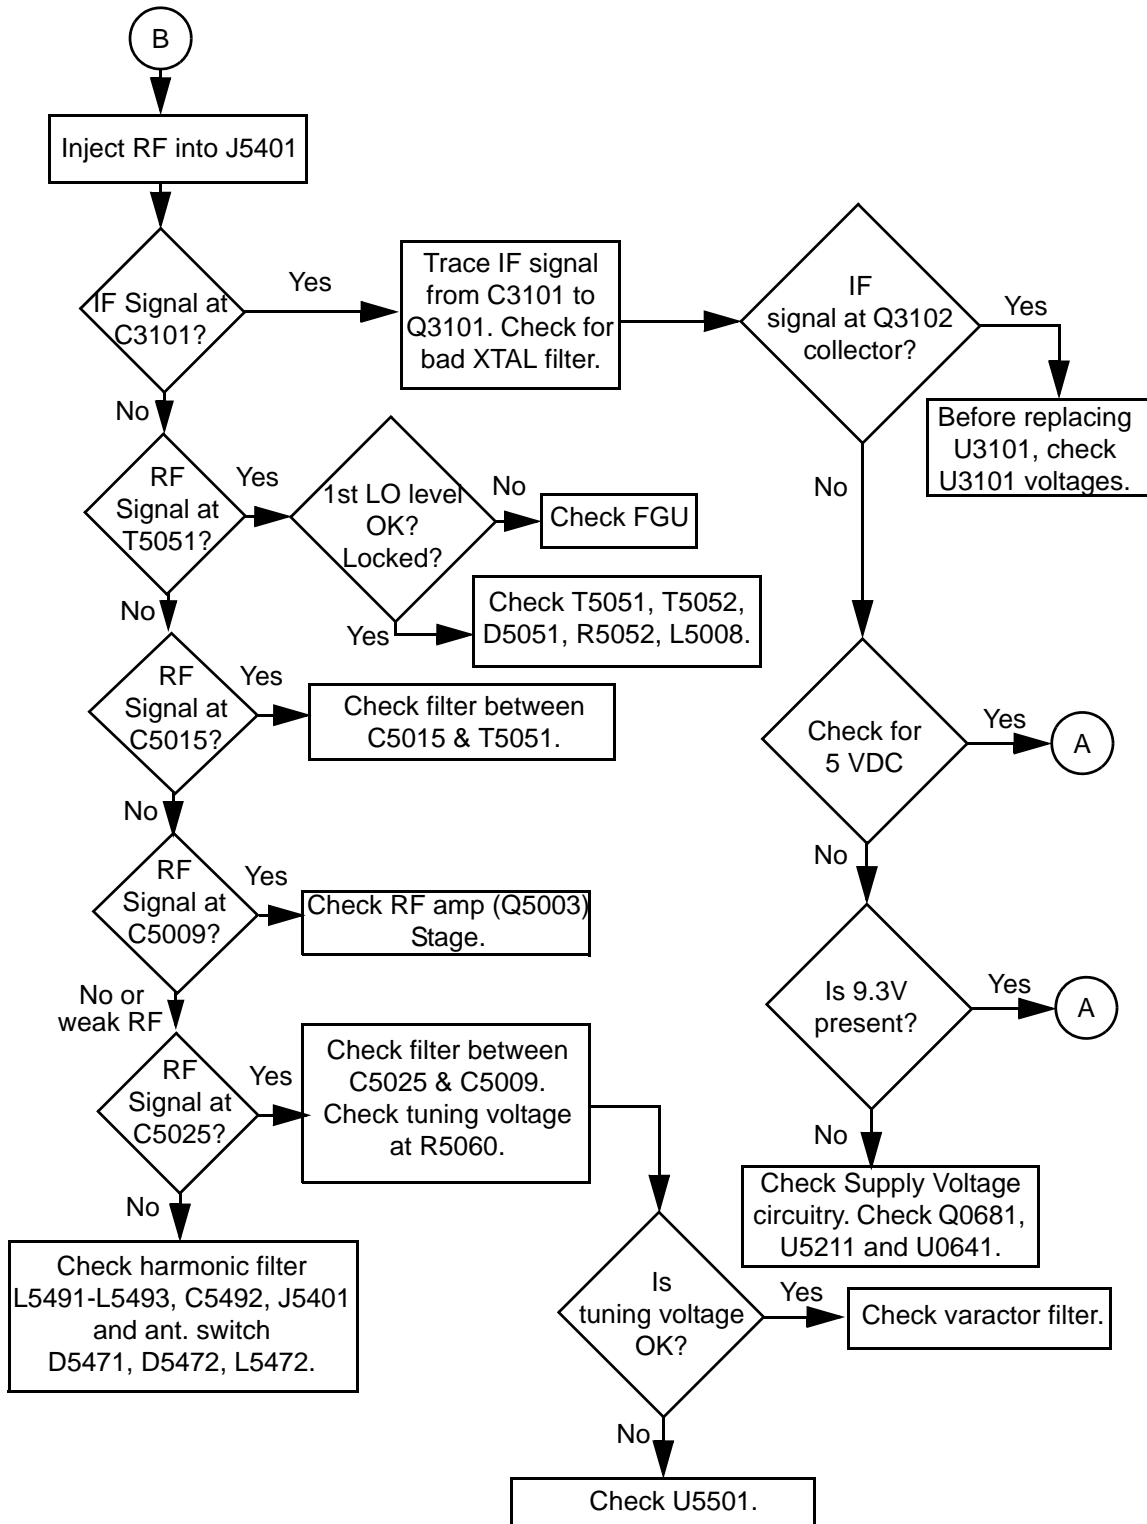 B
Inject RF into J5401
IF Signal at
C3101?
Yes
Trace IF signal
from C3101 to
Q3101. Check for
bad XTAL filter.
IF
signal at Q3102
collector?
Yes
Before replacing
U3101, check
U3101 voltages.
No
No
RF
Signal at
T5051?
Yes
1st LO level
OK?
Locked?
No
Check FGU
Yes
Check T5051, T5052,
D5051, R5052, L5008.
No
RF
Signal at
C5015?
Yes
Check filter between
C5015 & T5051.
Check for
5 VDC
Yes
A
No
No
RF
Signal at
C5009?
Yes
Check RF amp (Q5003)
Stage.
Is 9.3V
present?
Yes
A
No
Check Supply Voltage
circuitry. Check Q0681,
U5211 and U0641.
No or
weak RF
RF
Signal at
C5025?
Yes
Check filter between
C5025 & C5009.
Check tuning voltage
at R5060.
No
Check harmonic filter
L5491-L5493, C5492, J5401
and ant. switch
D5471, D5472, L5472.
Is
tuning voltage
OK?
Yes
Check varactor filter.
No
Check U5501.